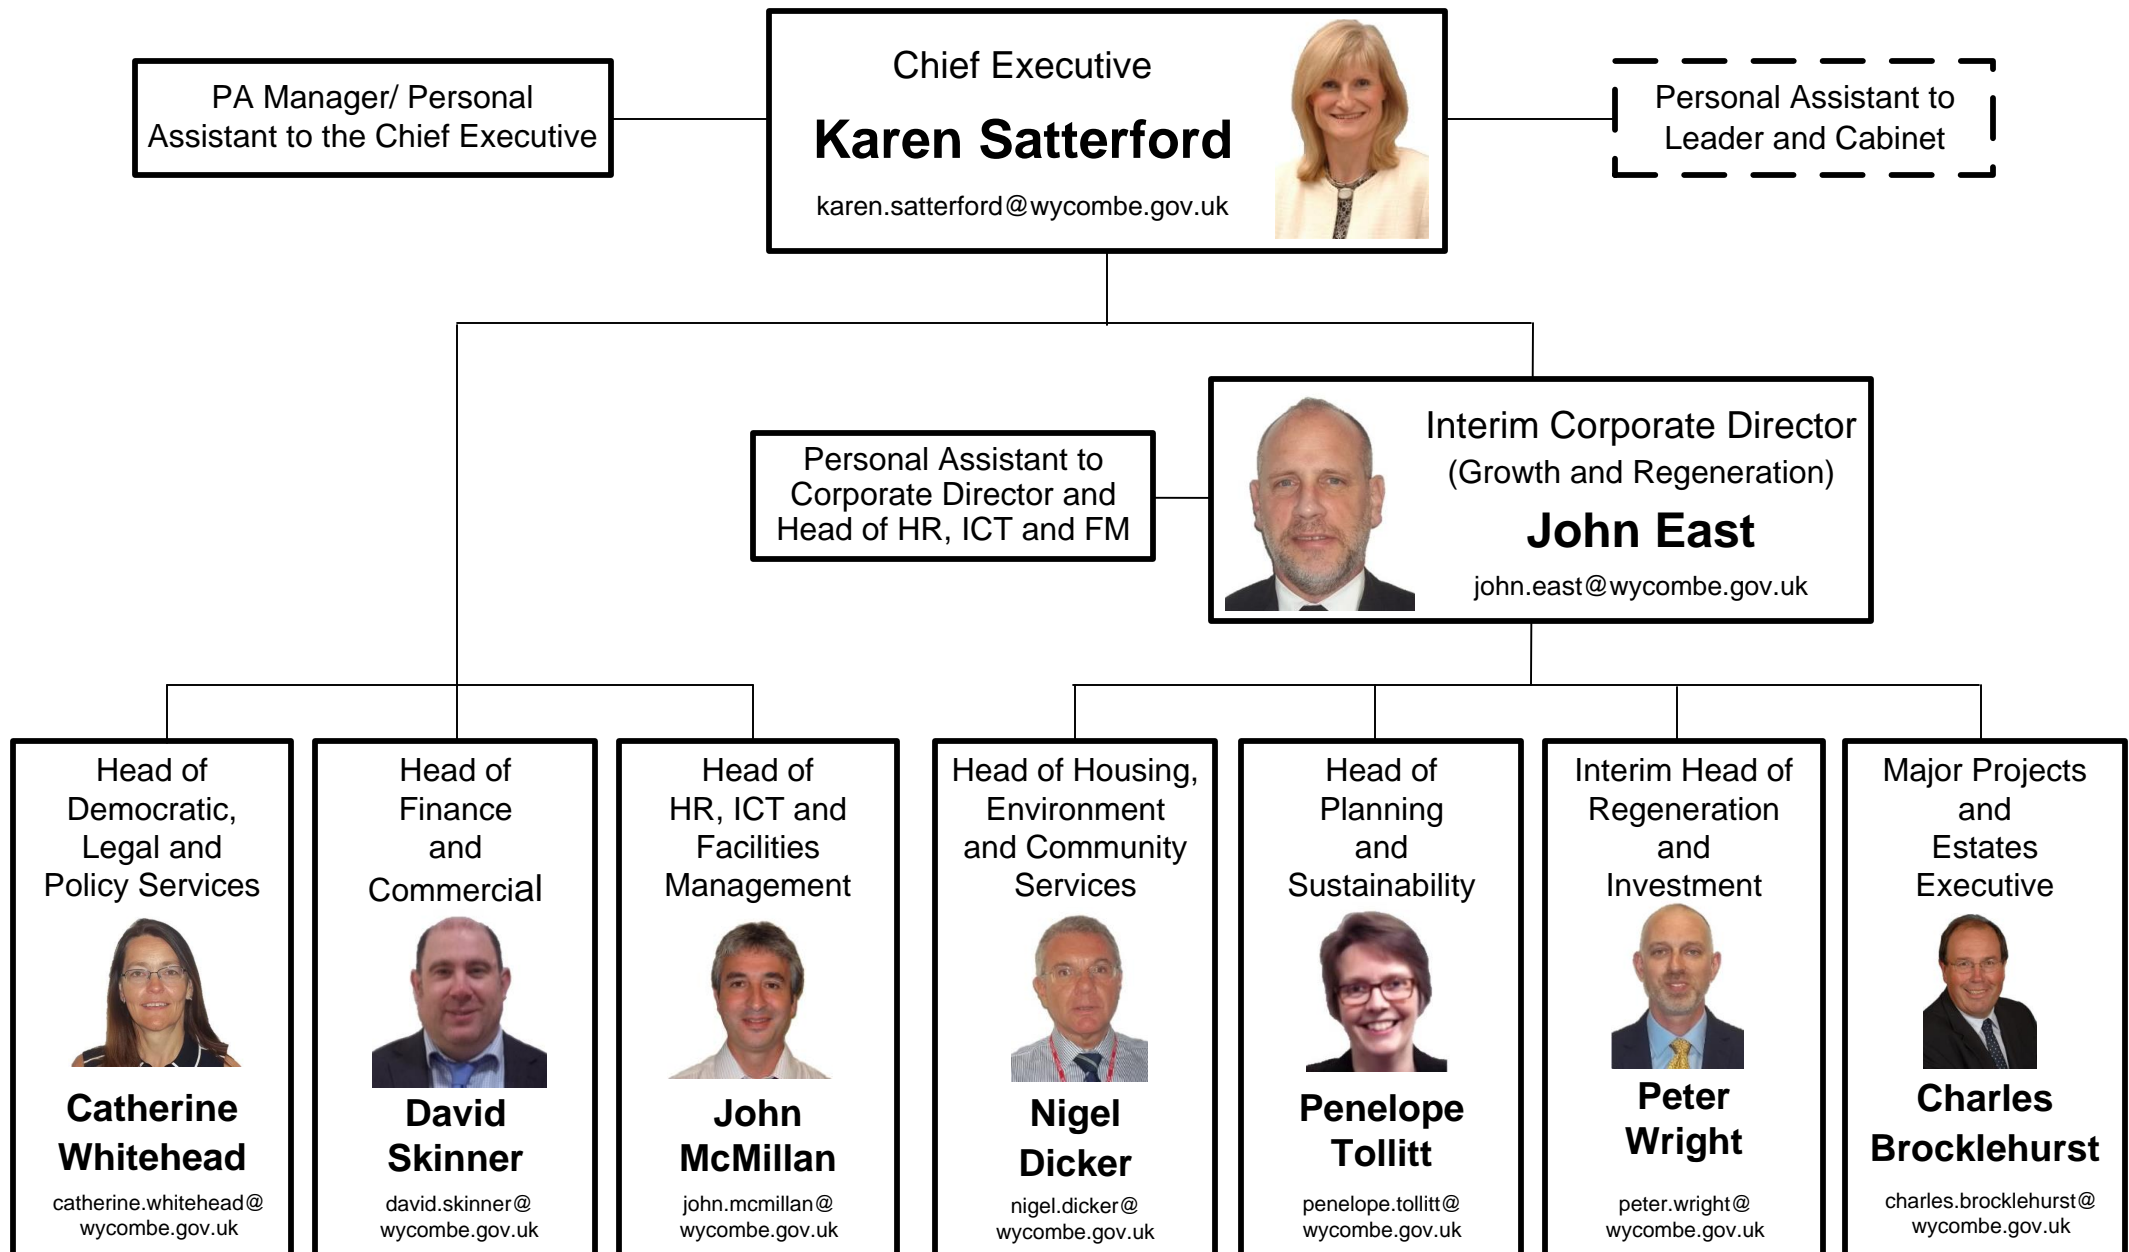 PA Manager/ Personal
Assistant to the Chief Executive
Chief Executive
Karen Satterford
karen.satterford@wycombe.gov.uk
Personal Assistant to
Leader and Cabinet
Personal Assistant to
Corporate Director and
Head of HR, ICT and FM
Interim Corporate Director
(Growth and Regeneration)
John East
john.east@wycombe.gov.uk
Head of
Democratic,
Legal and
Policy Services
Catherine
Whitehead
catherine.whitehead@
wycombe.gov.uk
Head of
Finance
and
Commercial
David
Skinner
david.skinner@
wycombe.gov.uk
Head of
HR, ICT and
Facilities
Management
John
McMillan
john.mcmillan@
wycombe.gov.uk
Head of Housing,
Environment
and Community
Services
Nigel
Dicker
nigel.dicker@
wycombe.gov.uk
Head of
Planning
and
Sustainability
Penelope
Tollitt
penelope.tollitt@
wycombe.gov.uk
Interim Head of
Regeneration
and
Investment
Peter
Wright
peter.wright@
wycombe.gov.uk
Major Projects
and
Estates
Executive
Charles
Brocklehurst
charles.brocklehurst@
wycombe.gov.uk